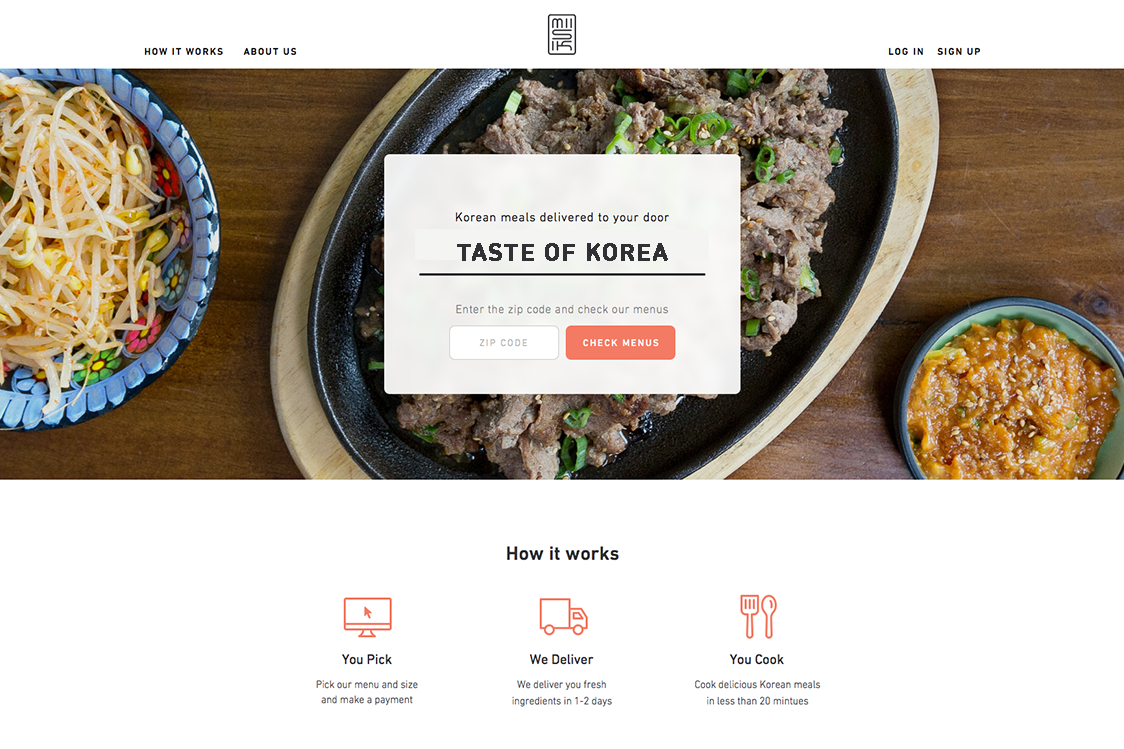 HOW IT WORKS
ABOUT US
LOG IN
SIGN UP
Korean meals delivered to your door
TASTE OF KOREA
Enter the zip code and check our menus
ZIP CODE
CHECK MENUS
How it works
You Pick
Pick our menu and size
and make a payment
We Deliver
We deliver you fresh
ingredients in 1-2 days
You Cook
Cook delicious Korean meals
in less than 20 mintues